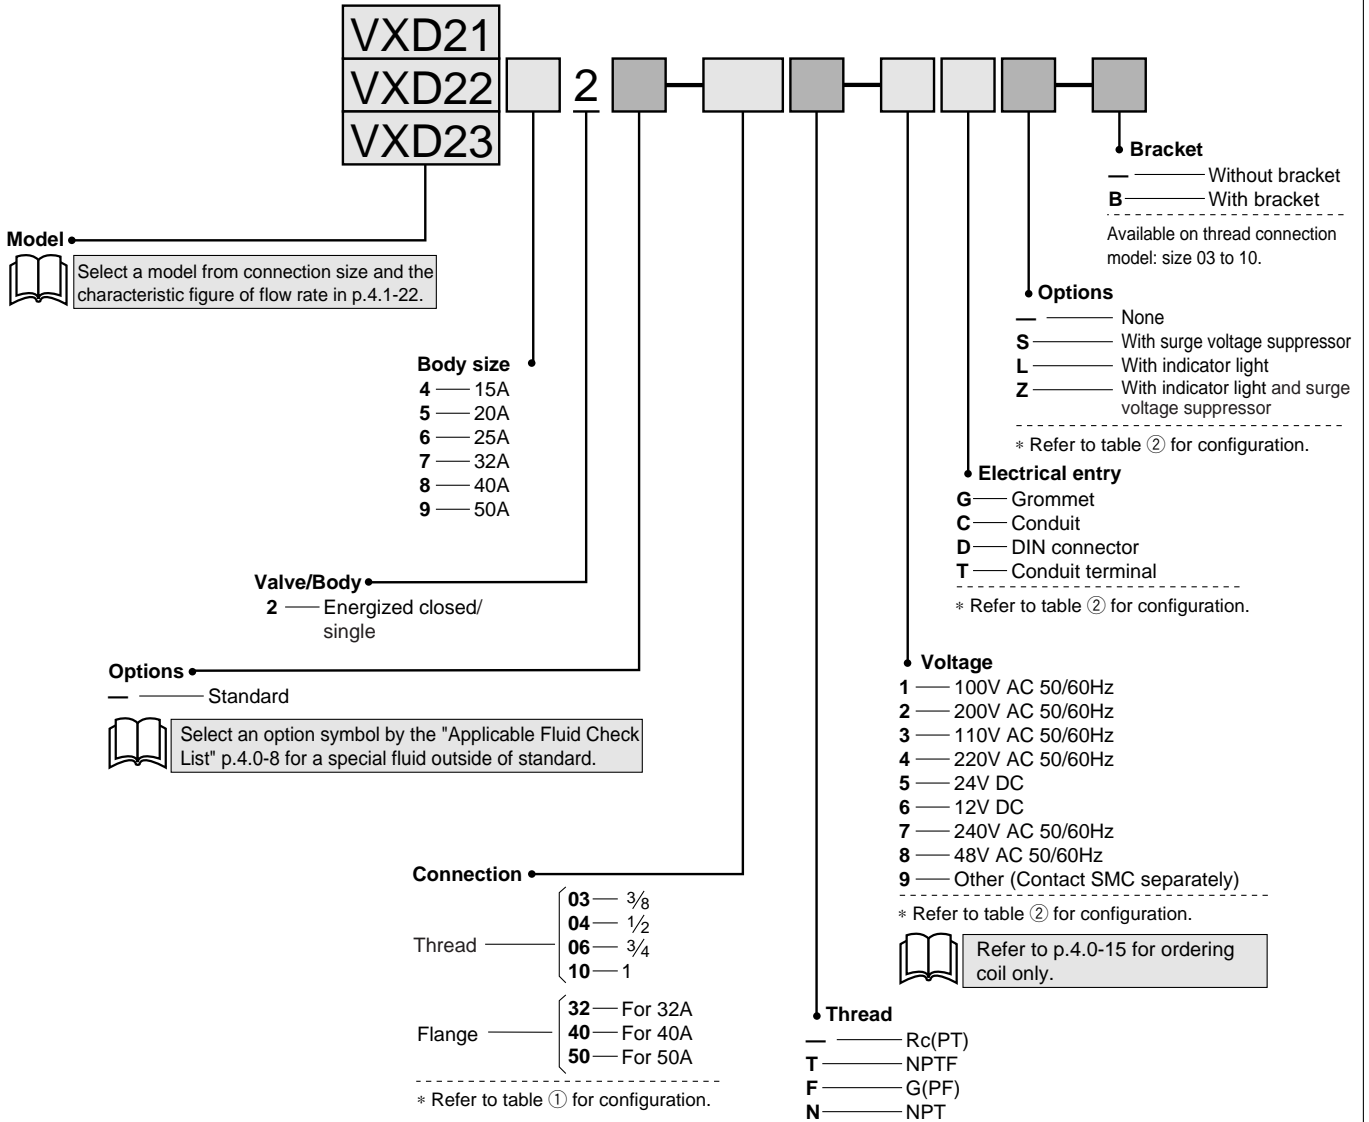 VXD21
VXD22
2
VXD23
Bracket
— Without bracket
B With bracket
Available on thread connection
model: size 03 to 10.
Model
Select a model from connection size and the
characteristic figure of flow rate in p.4.1-22.
Options
— None
S With surge voltage suppressor
L With indicator light
Z With indicator light and surge
voltage suppressor
* Refer to table ② for configuration.
Body size
4 15A
5 20A
6 25A
7 32A
8 40A
9 50A
Electrical entry
G Grommet
C Conduit
D DIN connector
T Conduit terminal
* Refer to table ② for configuration.
Valve/Body
2 Energized closed/
single
Options
— Standard
Select an option symbol by the "Applicable Fluid Check
List" p.4.0-8 for a special fluid outside of standard.
Voltage
1 100V AC 50/60Hz
2 200V AC 50/60Hz
3 110V AC 50/60Hz
4 220V AC 50/60Hz
5 24V DC
6 12V DC
7 240V AC 50/60Hz
8 48V AC 50/60Hz
9 Other (Contact SMC separately)
* Refer to table ② for configuration.
Refer to p.4.0-15 for ordering
coil only.
Connection
Thread
03 3/8
04 1/2
06 3/4
10 1
Flange
32 For 32A
40 For 40A
50 For 50A
* Refer to table ① for configuration.
Thread
— Rc(PT)
T NPTF
F G(PF)
N NPT